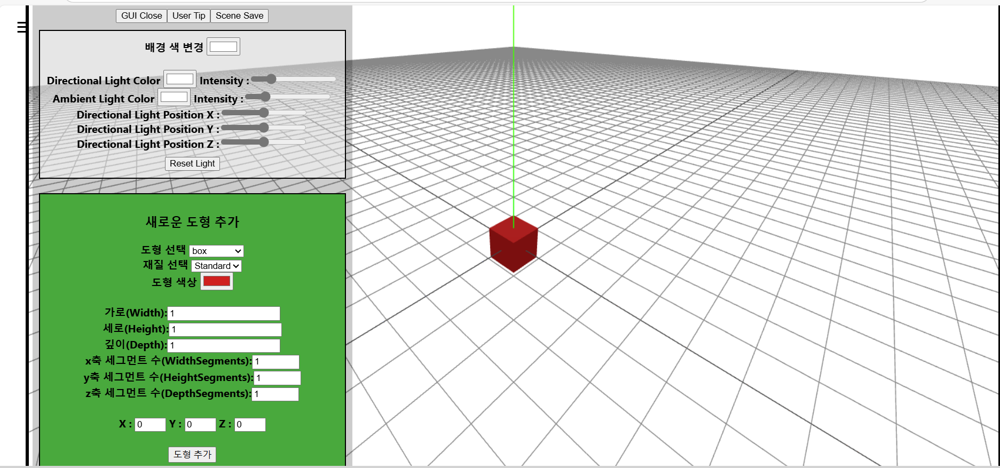 GUI Close User Tip Scene Save
배경 색 변경
Directional Light Color Intensity :
Ambient Light Color Intensity :
Directional Light Position X :
Directional Light Position Y :
Directional Light Position Z :
Reset Light
새로운 도형 추가
도형 선택 box
재질 선택 Standard
도형 색상
가로(Width): 1
세로(Height): 1
깊이(Depth): 1
x축 세그먼트 수(WidthSegments): 1
y축 세그먼트 수(HeightSegments): 1
z축 세그먼트 수(DepthSegments): 1
X : 0 Y : 0 Z : 0
도형 추가